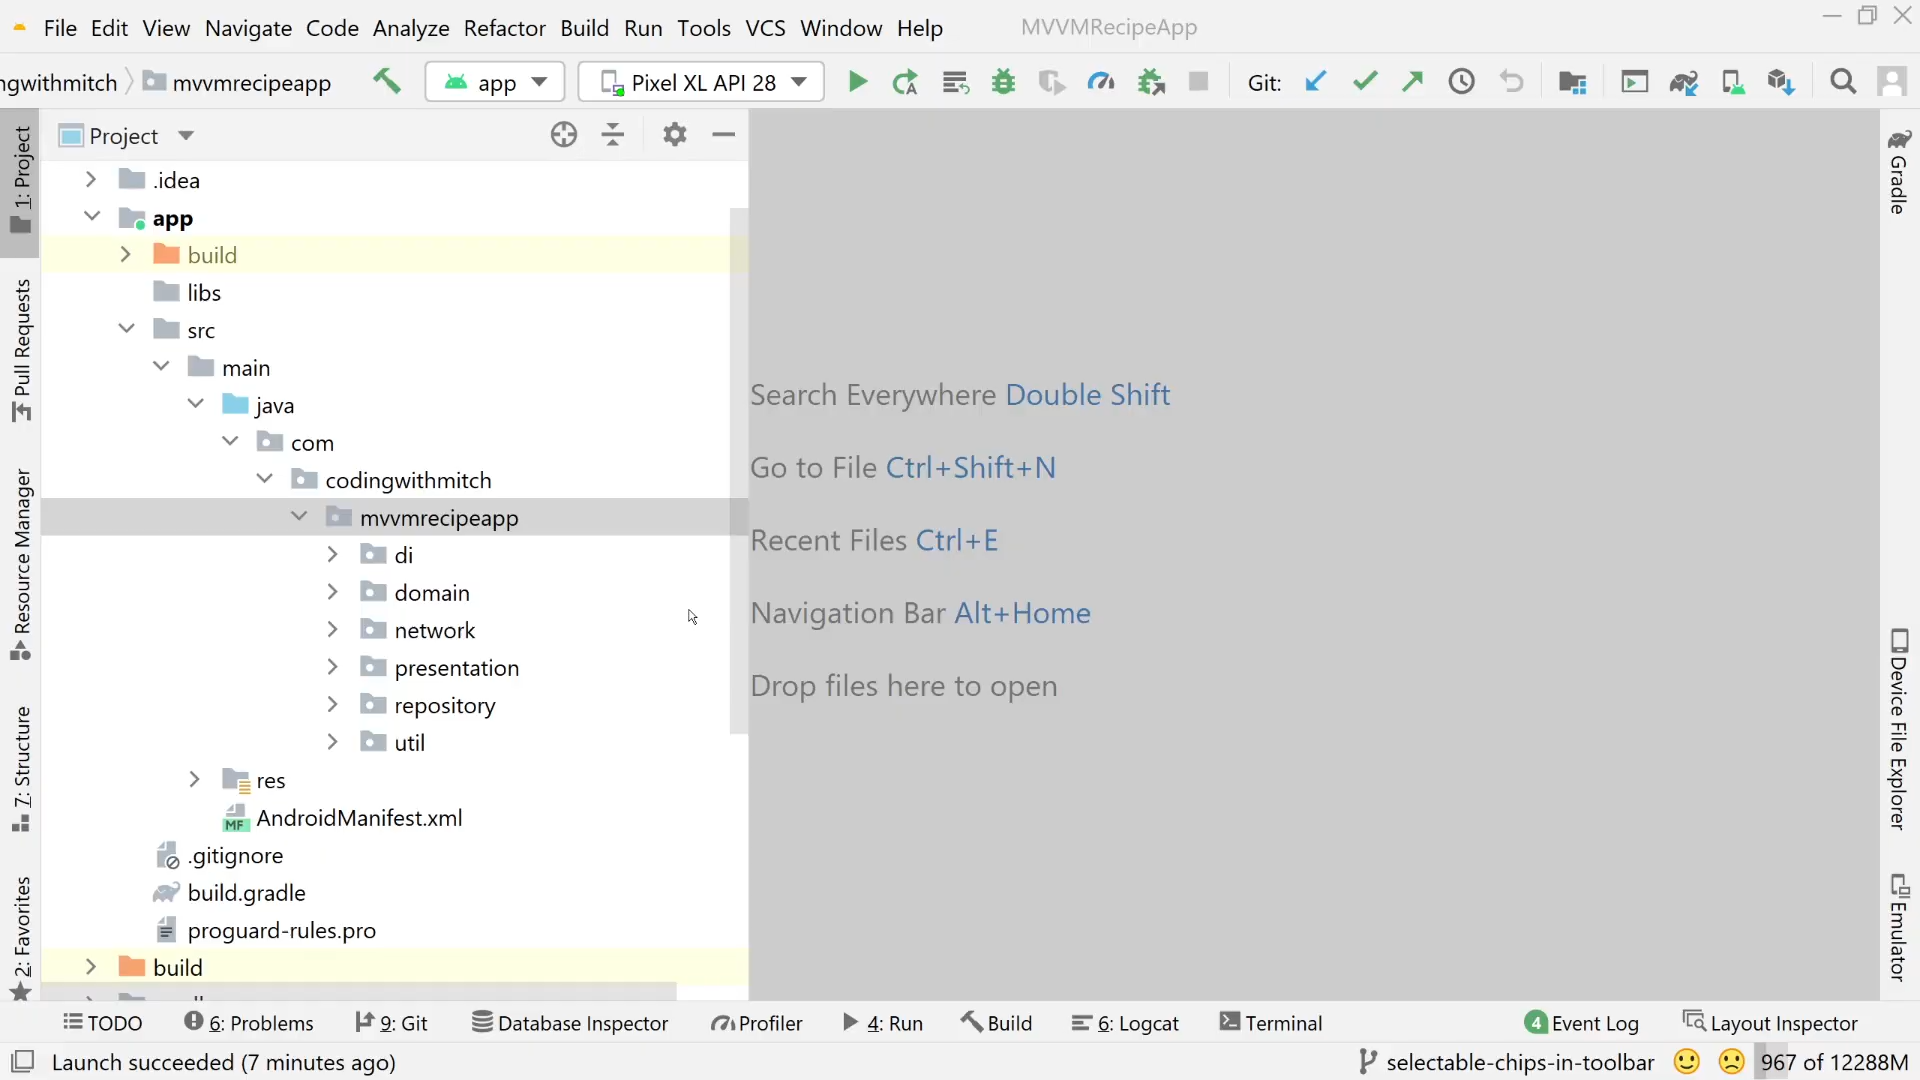 File Edit View Navigate Code Analyze Refactor Build Run Tools VCS Window Help MVVMRecipeApp
ngwithmitch mvvmrecipeapp app Pixel XL API 28 Git:
1: Project
Pull Requests
Resource Manager
7: Structure
2: Favorites
Project
.idea
app
build
libs
src
main
java
com
codingwithmitch
mvvmrecipeapp
di
domain
network
presentation
repository
util
res
MF AndroidManifest.xml
.gitignore
build.gradle
proguard-rules.pro
build
Search Everywhere Double Shift
Go to File Ctrl+Shift+N
Recent Files Ctrl+E
Navigation Bar Alt+Home
Drop files here to open
Gradle
Device File Explorer
Emulator
TODO 6: Problems 9: Git Database Inspector Profiler 4: Run Build 6: Logcat Terminal 4 Event Log Layout Inspector
Launch succeeded (7 minutes ago) selectable-chips-in-toolbar 967 of 12288M